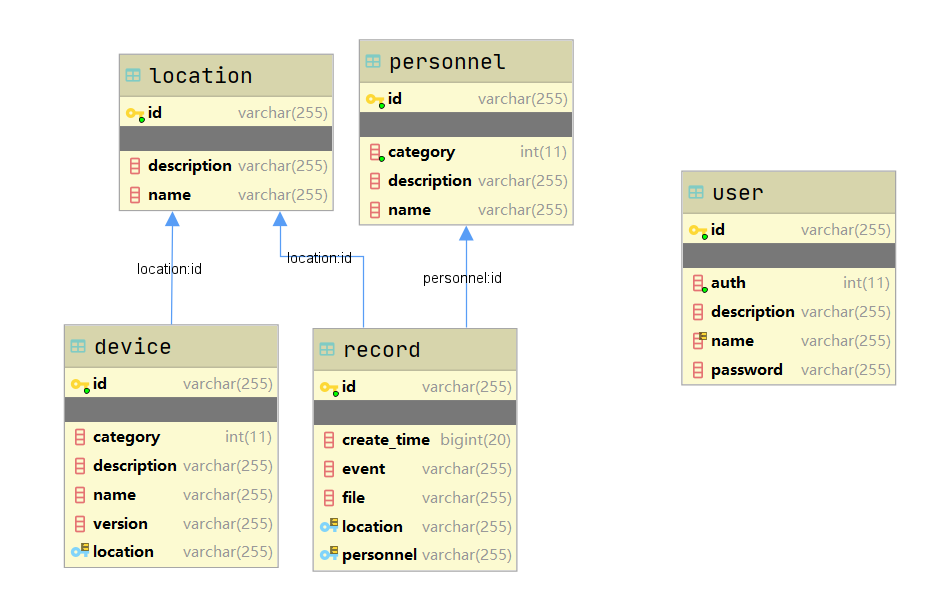 location
id varchar(255)
description varchar(255)
name varchar(255)
personnel
id varchar(255)
category int(11)
description varchar(255)
name varchar(255)
user
id varchar(255)
auth int(11)
description varchar(255)
name varchar(255)
password varchar(255)
location:id
location:id
personnel:id
device
id varchar(255)
category int(11)
description varchar(255)
name varchar(255)
version varchar(255)
location varchar(255)
record
id varchar(255)
create_time bigint(20)
event varchar(255)
file varchar(255)
location varchar(255)
personnel varchar(255)